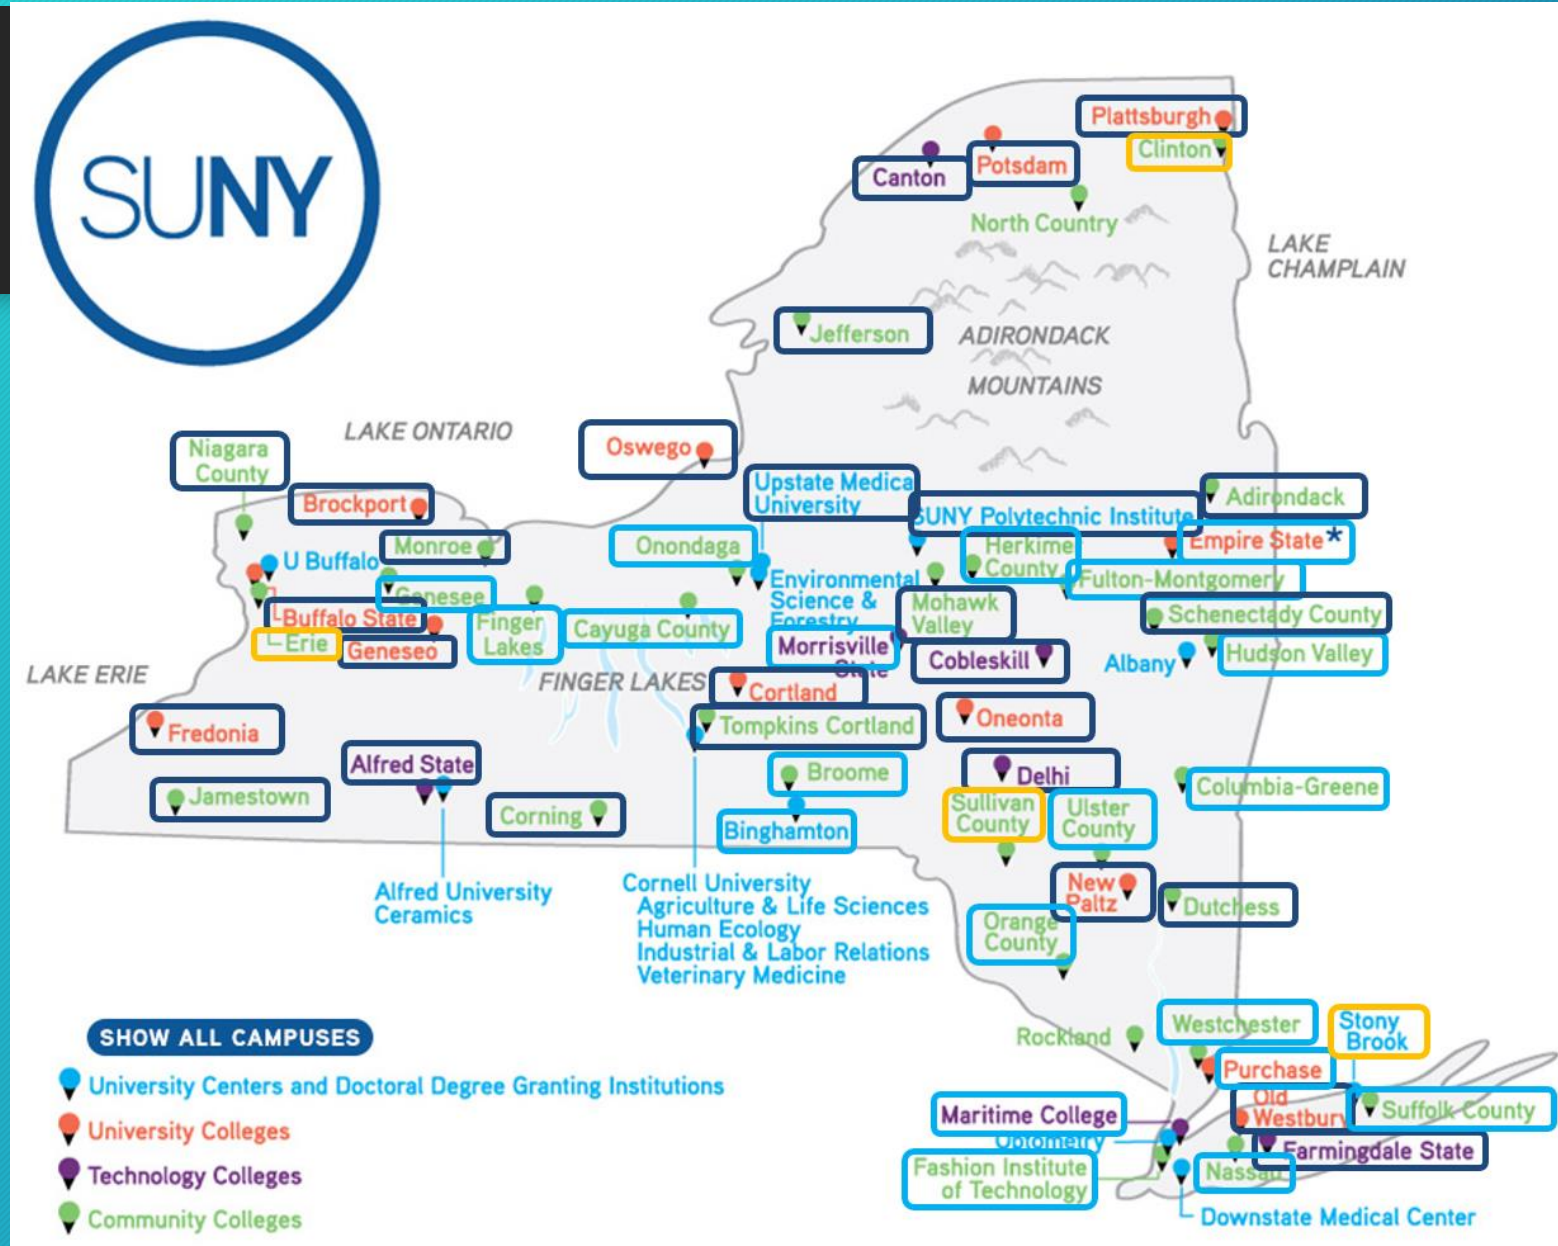 SUNY
Plattsburgh
Clinton
Potsdam
Canton
North Country
LAKE
CHAMPLAIN
Jefferson
ADIRONDACK
MOUNTAINS
LAKE ONTARIO
Oswego
Niagara
County
Brockport
Upstate Medica
University
Adirondack
SUNY Polytechnic Institute
Empire State*
Monroe
Onondaga
Herkime
County
U Buffalo
Environmental
Science &
Forestry
Fulton-Montgomery
Genesee
Mohawk
Valley
Schenectady County
Buffalo State
Finger
Lakes
Cayuga County
Erie
Geneseo
Morrisville
State
Cobleskill
Albany
Hudson Valley
LAKE ERIE
FINGER LAKES
Cortland
Fredonia
Tompkins Cortland
Oneonta
Alfred State
Broome
Delhi
Jamestown
Corning
Sullivan
County
Ulster
County
Columbia-Greene
Binghamton
Alfred University
Ceramics
Cornell University
Agriculture & Life Sciences
Human Ecology
Industrial & Labor Relations
Veterinary Medicine
New
Paltz
Dutchess
Orange
County
Rockland
Westchester
Stony
Brook
Purchase
Old
Westbury
Suffolk County
Maritime College
Optometry
Farmingdale State
Fashion Institute
of Technology
Nassau
Downstate Medical Center
SHOW ALL CAMPUSES
University Centers and Doctoral Degree Granting Institutions
University Colleges
Technology Colleges
Community Colleges